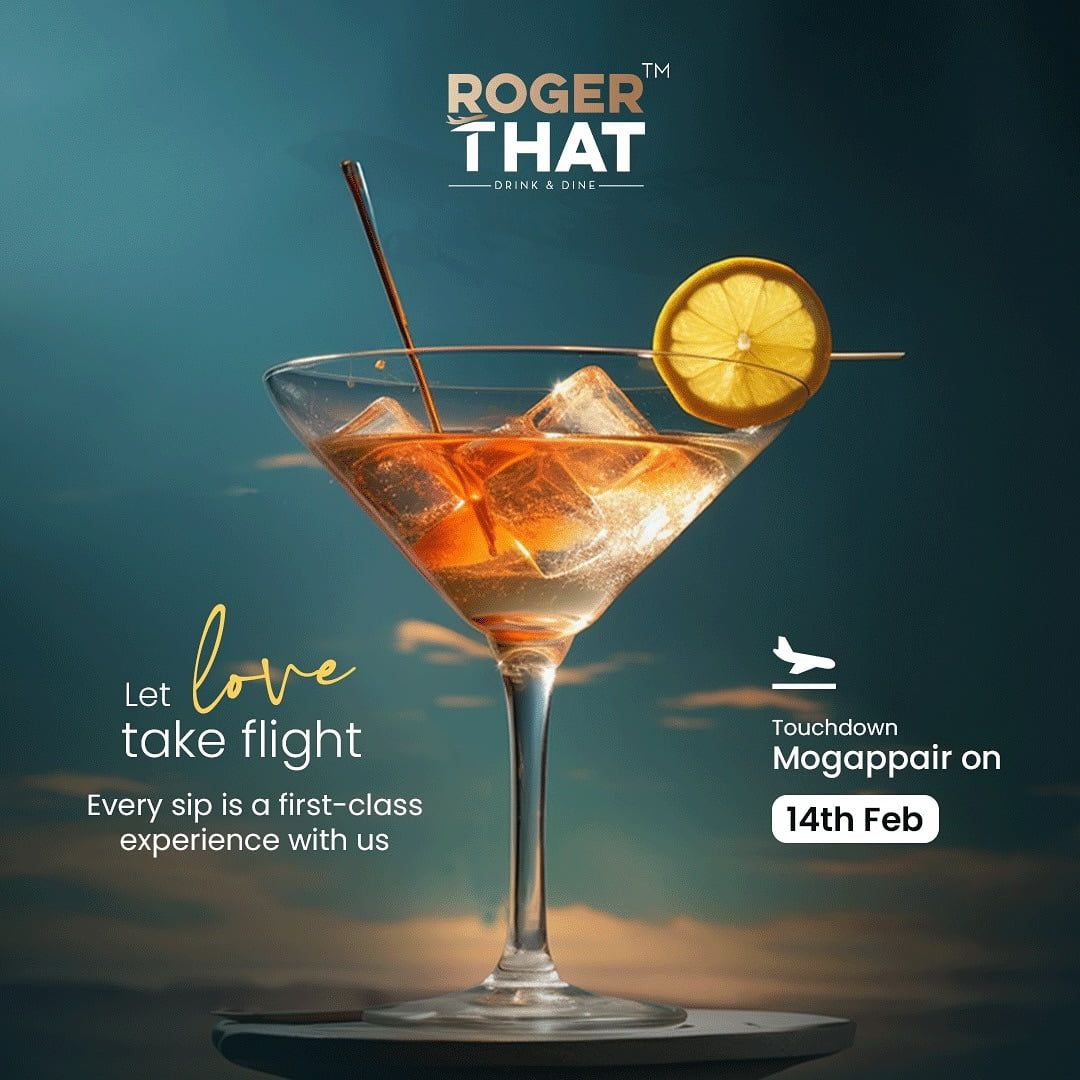 ROGER™
THAT
DRINK & DINE
Let love
take flight
Every sip is a first-class
experience with us
Touchdown
Mogappair on
14th Feb